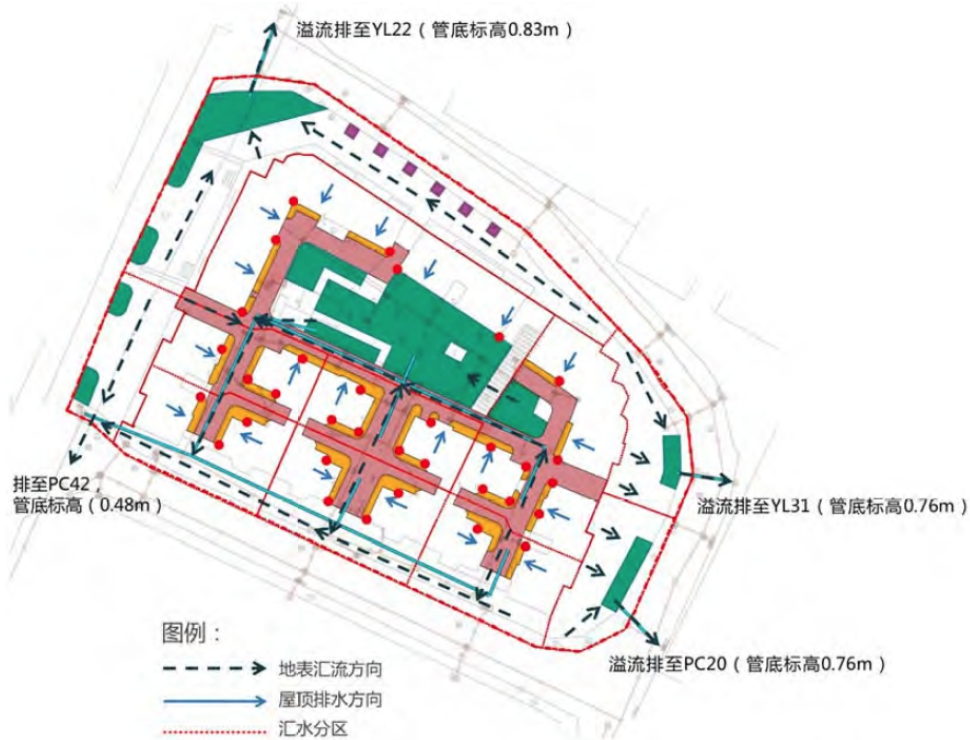 溢流排至YL22（管底标高0.83m）
排至PC42，
管底标高（0.48m）
溢流排至YL31（管底标高0.76m）
溢流排至PC20（管底标高0.76m）
图例：
地表汇流方向
屋顶排水方向
汇水分区